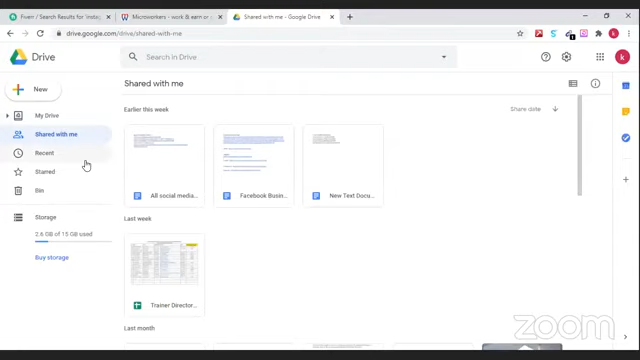 Fiverr / Search Results for 'instag
Microworkers - work & earn or
Shared with me - Google Drive
drive.google.com/drive/shared-with-me
Drive
Search in Drive
k
New
My Drive
Shared with me
Recent
Starred
Bin
Storage
2.6 GB of 15 GB used
Buy storage
Shared with me
Earlier this week
Share date
All social media...
Facebook Busin...
New Text Docu...
Last week
Trainer Director...
Last month
zoom